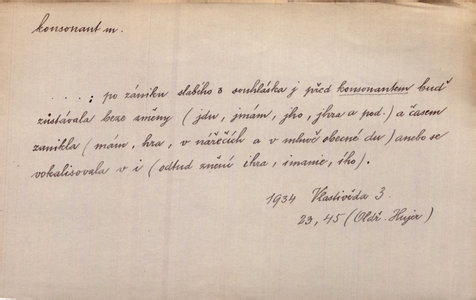 konsonant m.
....; po zániku slabého ь souhláska j před konsonantem buď
zůstávala beze změny (jdu, jmám, jho, jhra a pod.) a časem
zanikla (mám, hra, v nářečích a v mluvě obecné du) anebo se
vokalisovala v i (odtud znění ihra, imanie, iho).
1934 Vlastivěda 3.
23, 45 (Oldř. Hujer)